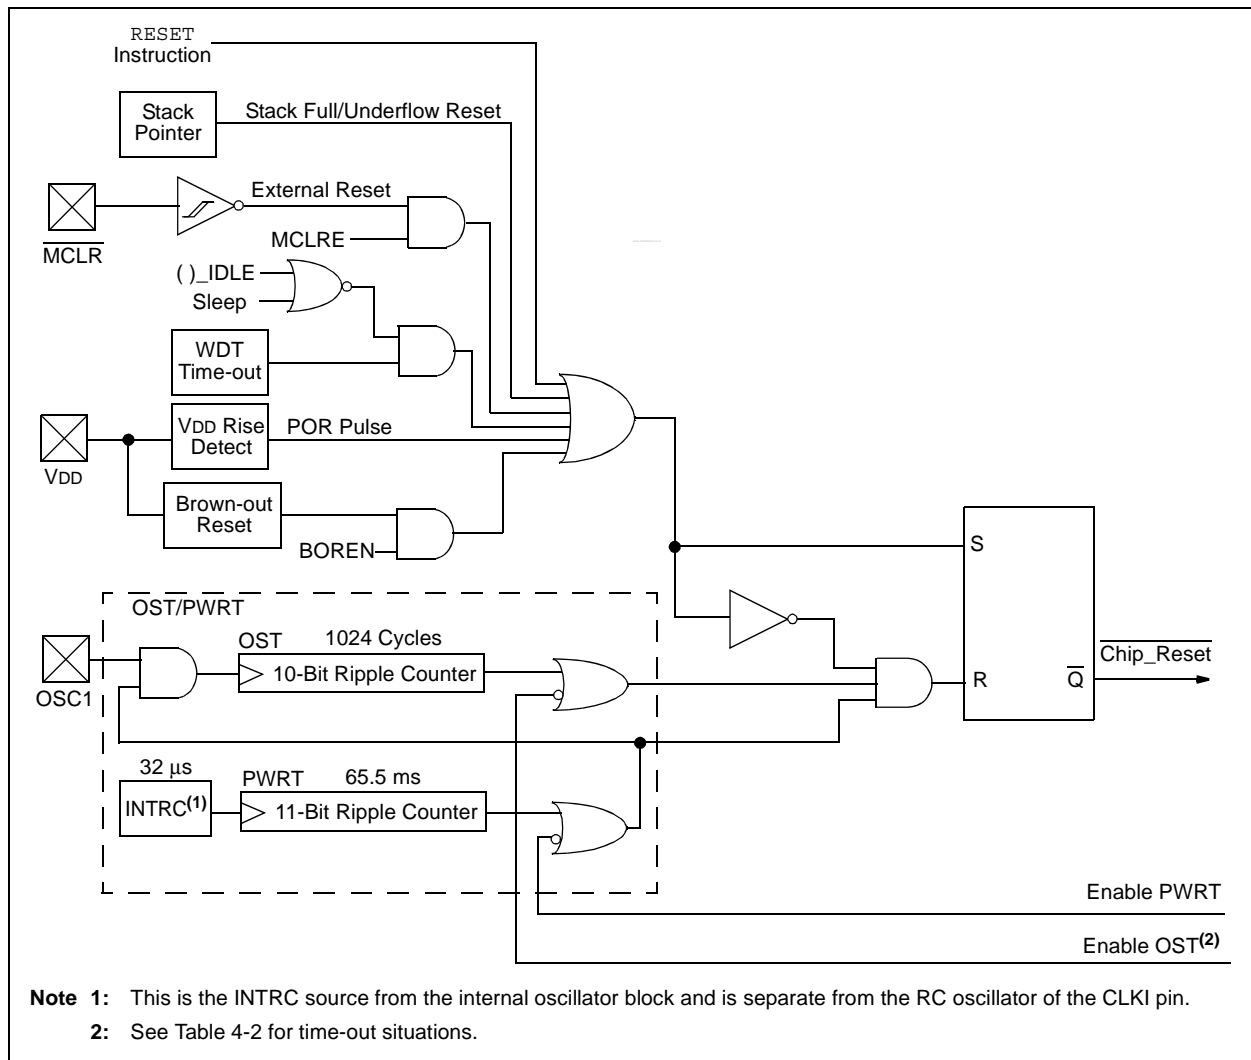 RESET
Instruction
Stack
Pointer
Stack Full/Underflow Reset
External Reset
MCLR
MCLRE
( )_IDLE
Sleep
WDT
Time-out
VDD Rise
Detect
POR Pulse
VDD
Brown-out
Reset
BOREN
S
OST/PWRT
OST
1024 Cycles
10-Bit Ripple Counter
OSC1
R
Q
Chip_Reset
32 μs
INTRC(1)
PWRT
65.5 ms
11-Bit Ripple Counter
Enable PWRT
Enable OST(2)
Note 1: This is the INTRC source from the internal oscillator block and is separate from the RC oscillator of the CLKI pin.
2: See Table 4-2 for time-out situations.